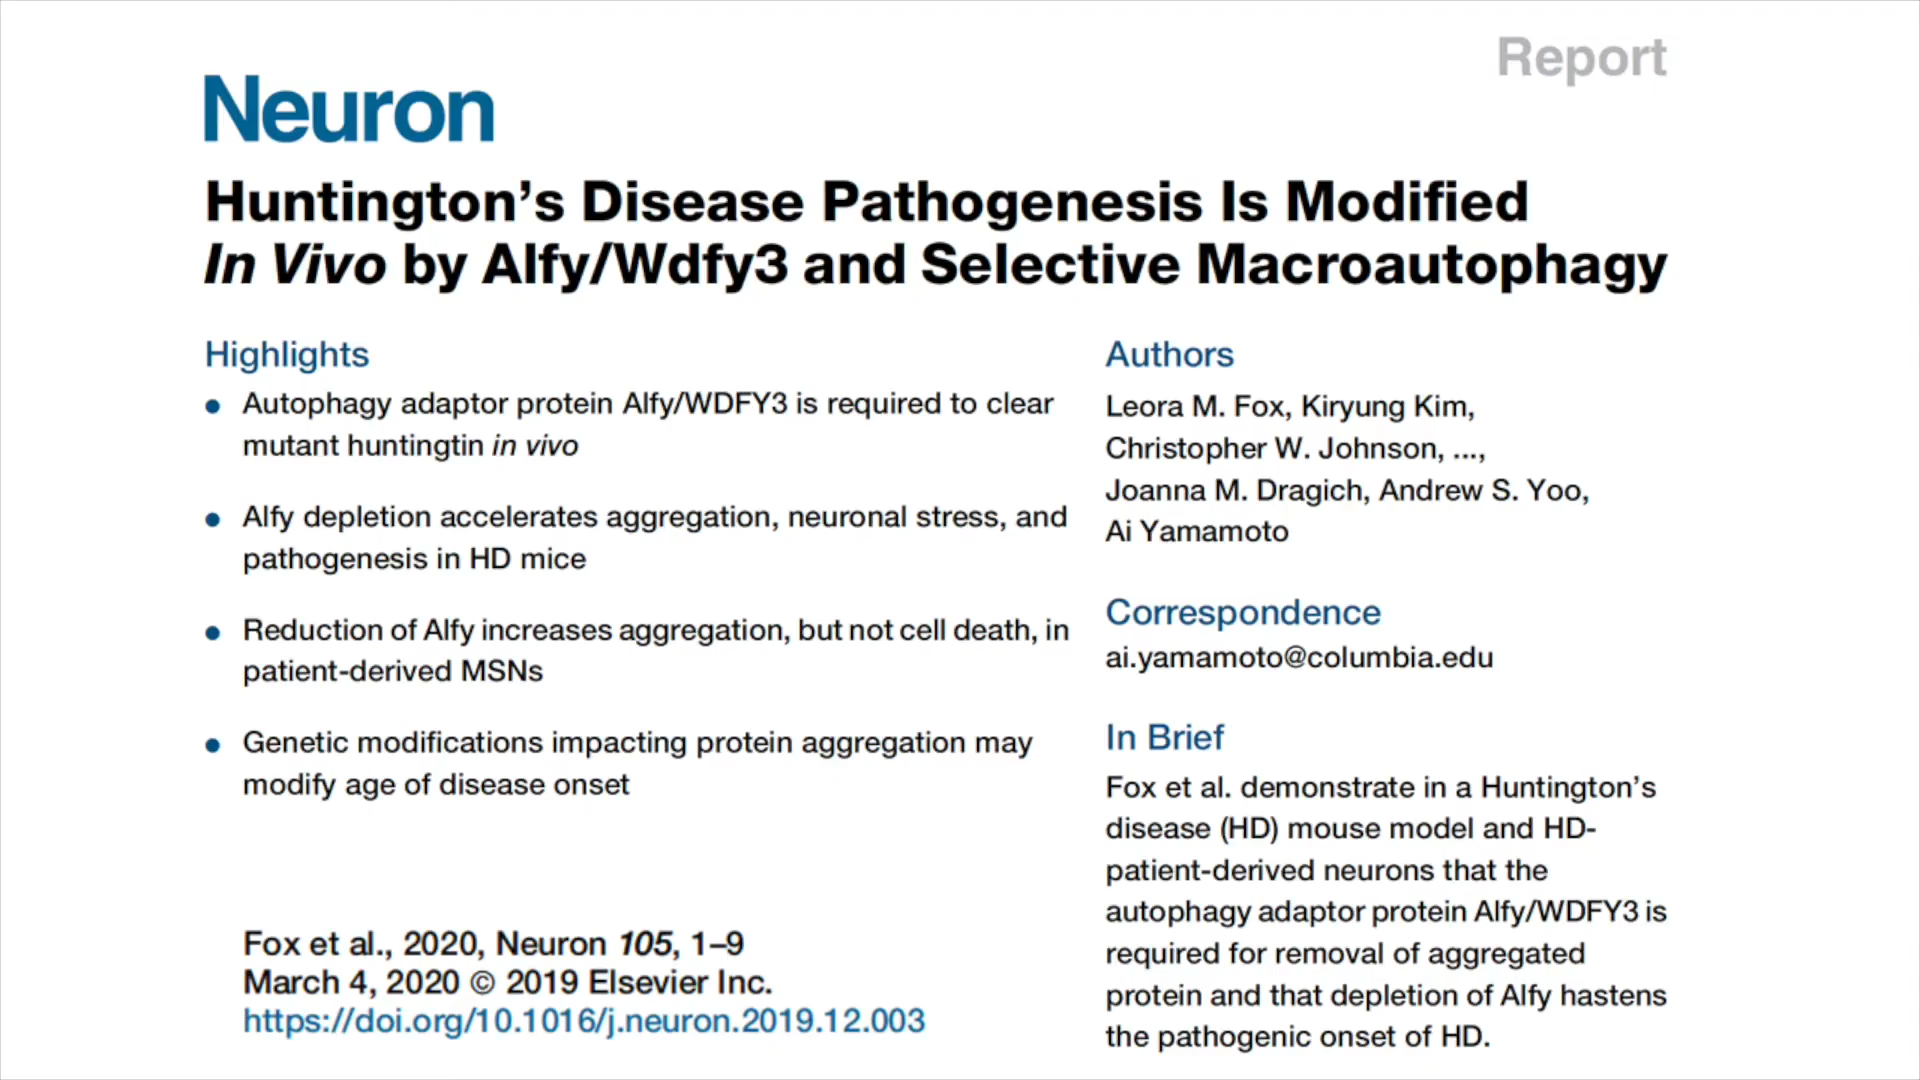 Report
Neuron
Huntington's Disease Pathogenesis Is Modified
In Vivo by Alfy/Wdfy3 and Selective Macroautophagy
Highlights
• Autophagy adaptor protein Alfy/WDFY3 is required to clear
mutant huntingtin in vivo
• Alfy depletion accelerates aggregation, neuronal stress, and
pathogenesis in HD mice
• Reduction of Alfy increases aggregation, but not cell death, in
patient-derived MSNs
• Genetic modifications impacting protein aggregation may
modify age of disease onset
Fox et al., 2020, Neuron 105, 1–9
March 4, 2020 © 2019 Elsevier Inc.
https://doi.org/10.1016/j.neuron.2019.12.003
Authors
Leora M. Fox, Kiryung Kim,
Christopher W. Johnson, ...,
Joanna M. Dragich, Andrew S. Yoo,
Ai Yamamoto
Correspondence
ai.yamamoto@columbia.edu
In Brief
Fox et al. demonstrate in a Huntington's
disease (HD) mouse model and HD-
patient-derived neurons that the
autophagy adaptor protein Alfy/WDFY3 is
required for removal of aggregated
protein and that depletion of Alfy hastens
the pathogenic onset of HD.